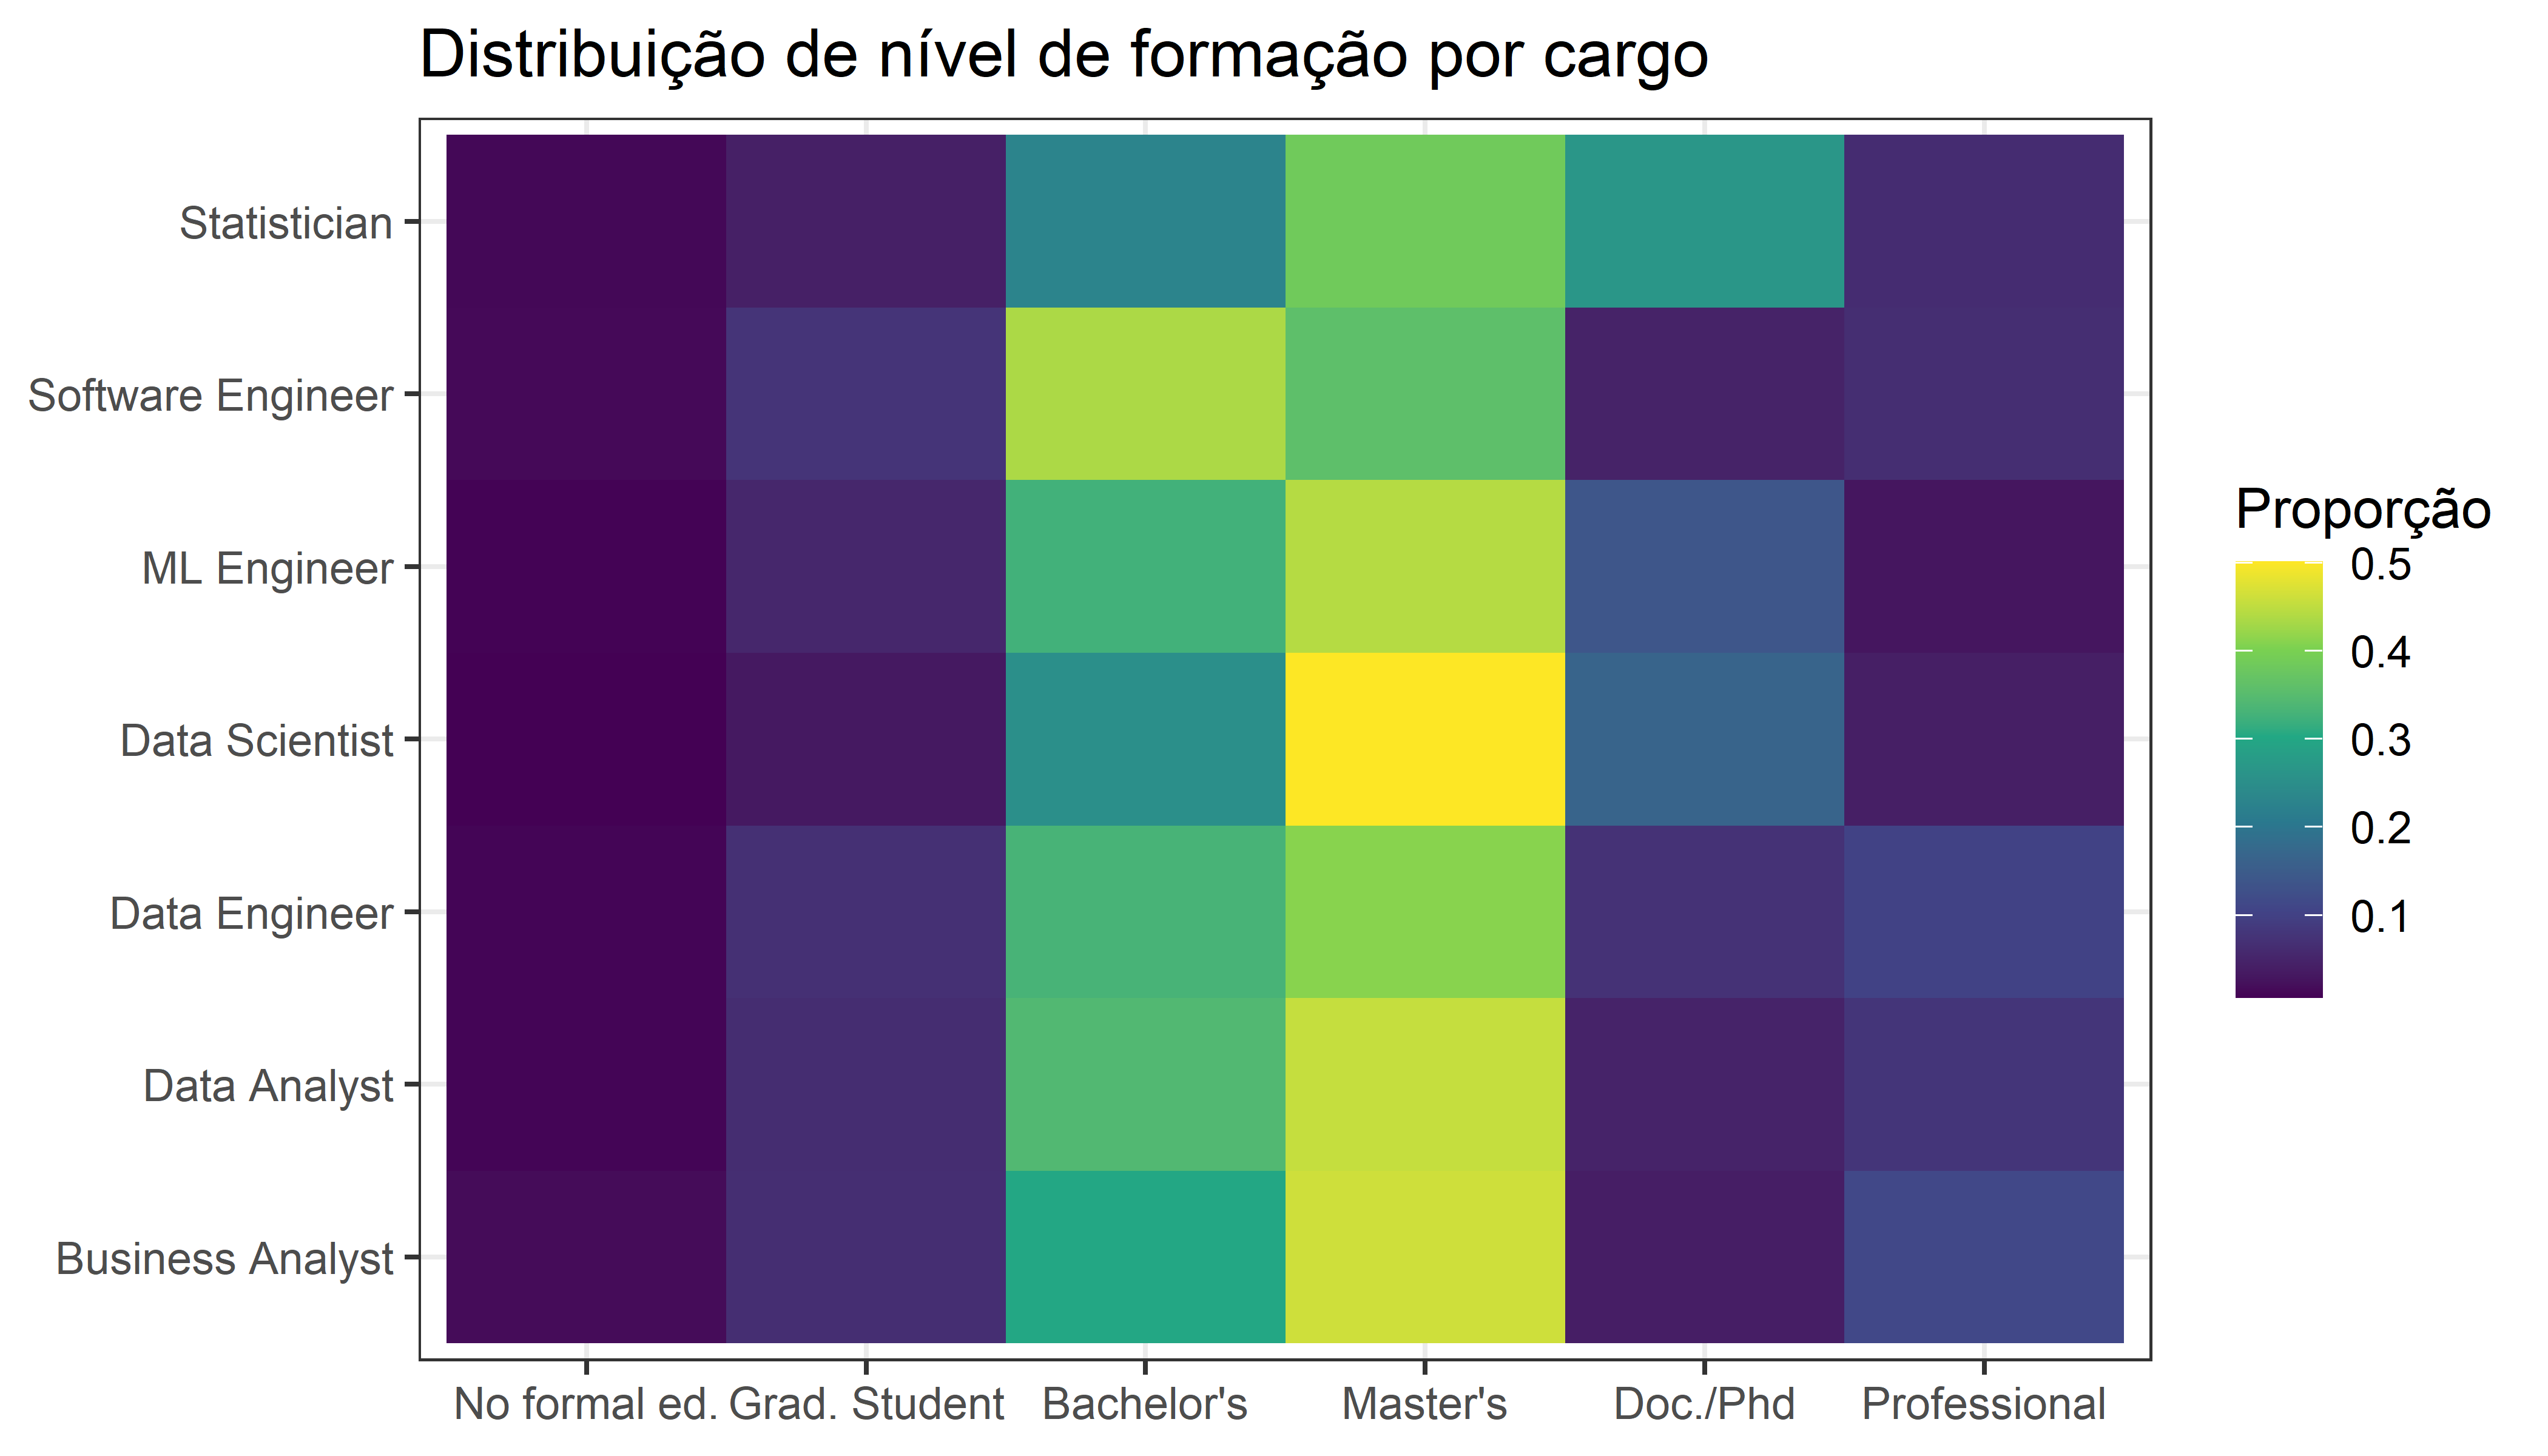 Distribuição de nível de formação por cargo
Statistician
Software Engineer
ML Engineer
Data Scientist
Data Engineer
Data Analyst
Business Analyst
No formal ed. Grad. Student Bachelor's Master's Doc./Phd Professional
Proporção
0.5
0.4
0.3
0.2
0.1